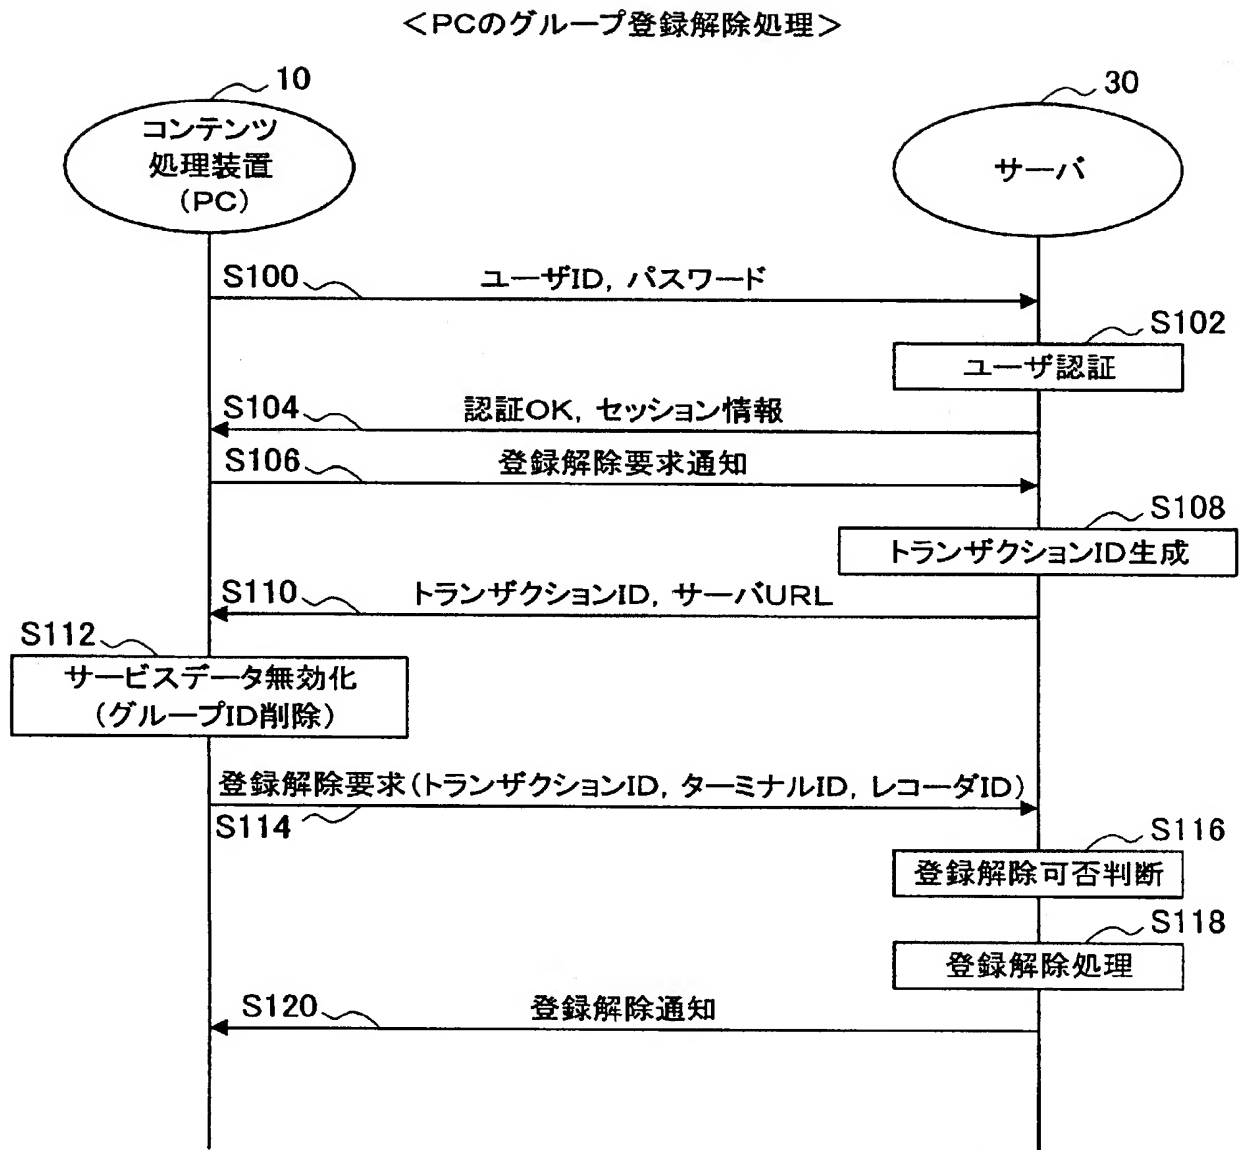 ＜PCのグループ登録解除処理＞
10
30
コンテンツ
処理装置
(PC)
サーバ
S100
ユーザID, パスワード
S102
ユーザ認証
S104
認証OK, セッション情報
S106
登録解除要求通知
S108
トランザクションID生成
S110
トランザクションID, サーバURL
S112
サービスデータ無効化
(グループID削除)
登録解除要求(トランザクションID, ターミナルID, レコーダID)
S114
S116
登録解除可否判断
S118
登録解除処理
S120
登録解除通知